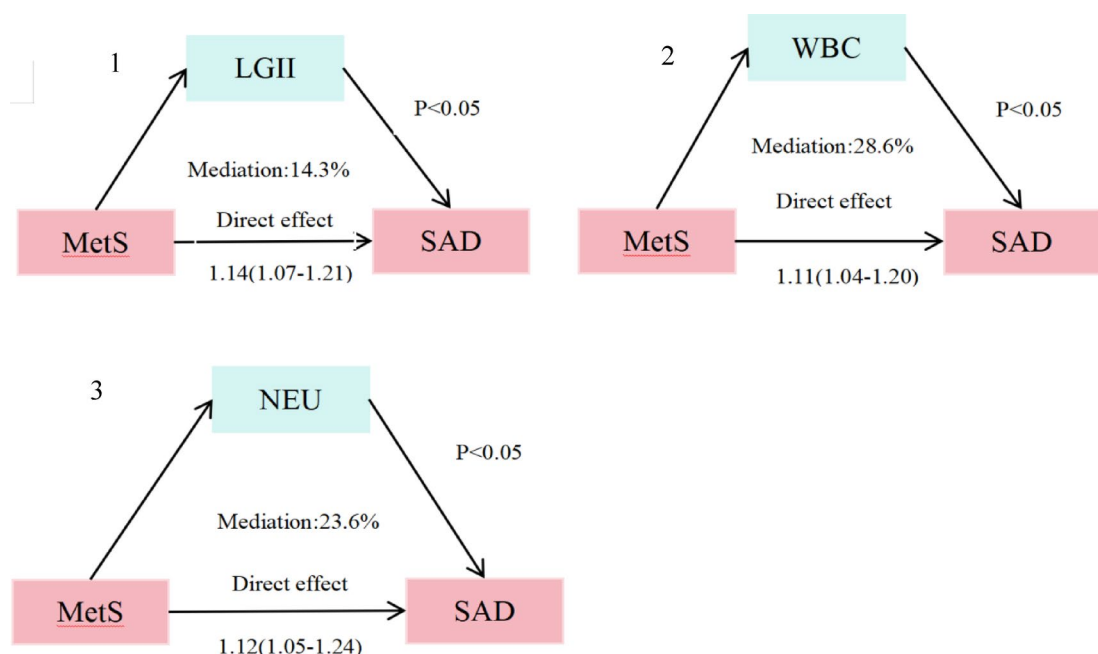 1
LGII
P<0.05
Mediation:14.3%
Direct effect
MetS
SAD
1.14(1.07-1.21)
2
WBC
P<0.05
Mediation:28.6%
Direct effect
MetS
SAD
1.11(1.04-1.20)
3
NEU
P<0.05
Mediation:23.6%
Direct effect
MetS
SAD
1.12(1.05-1.24)